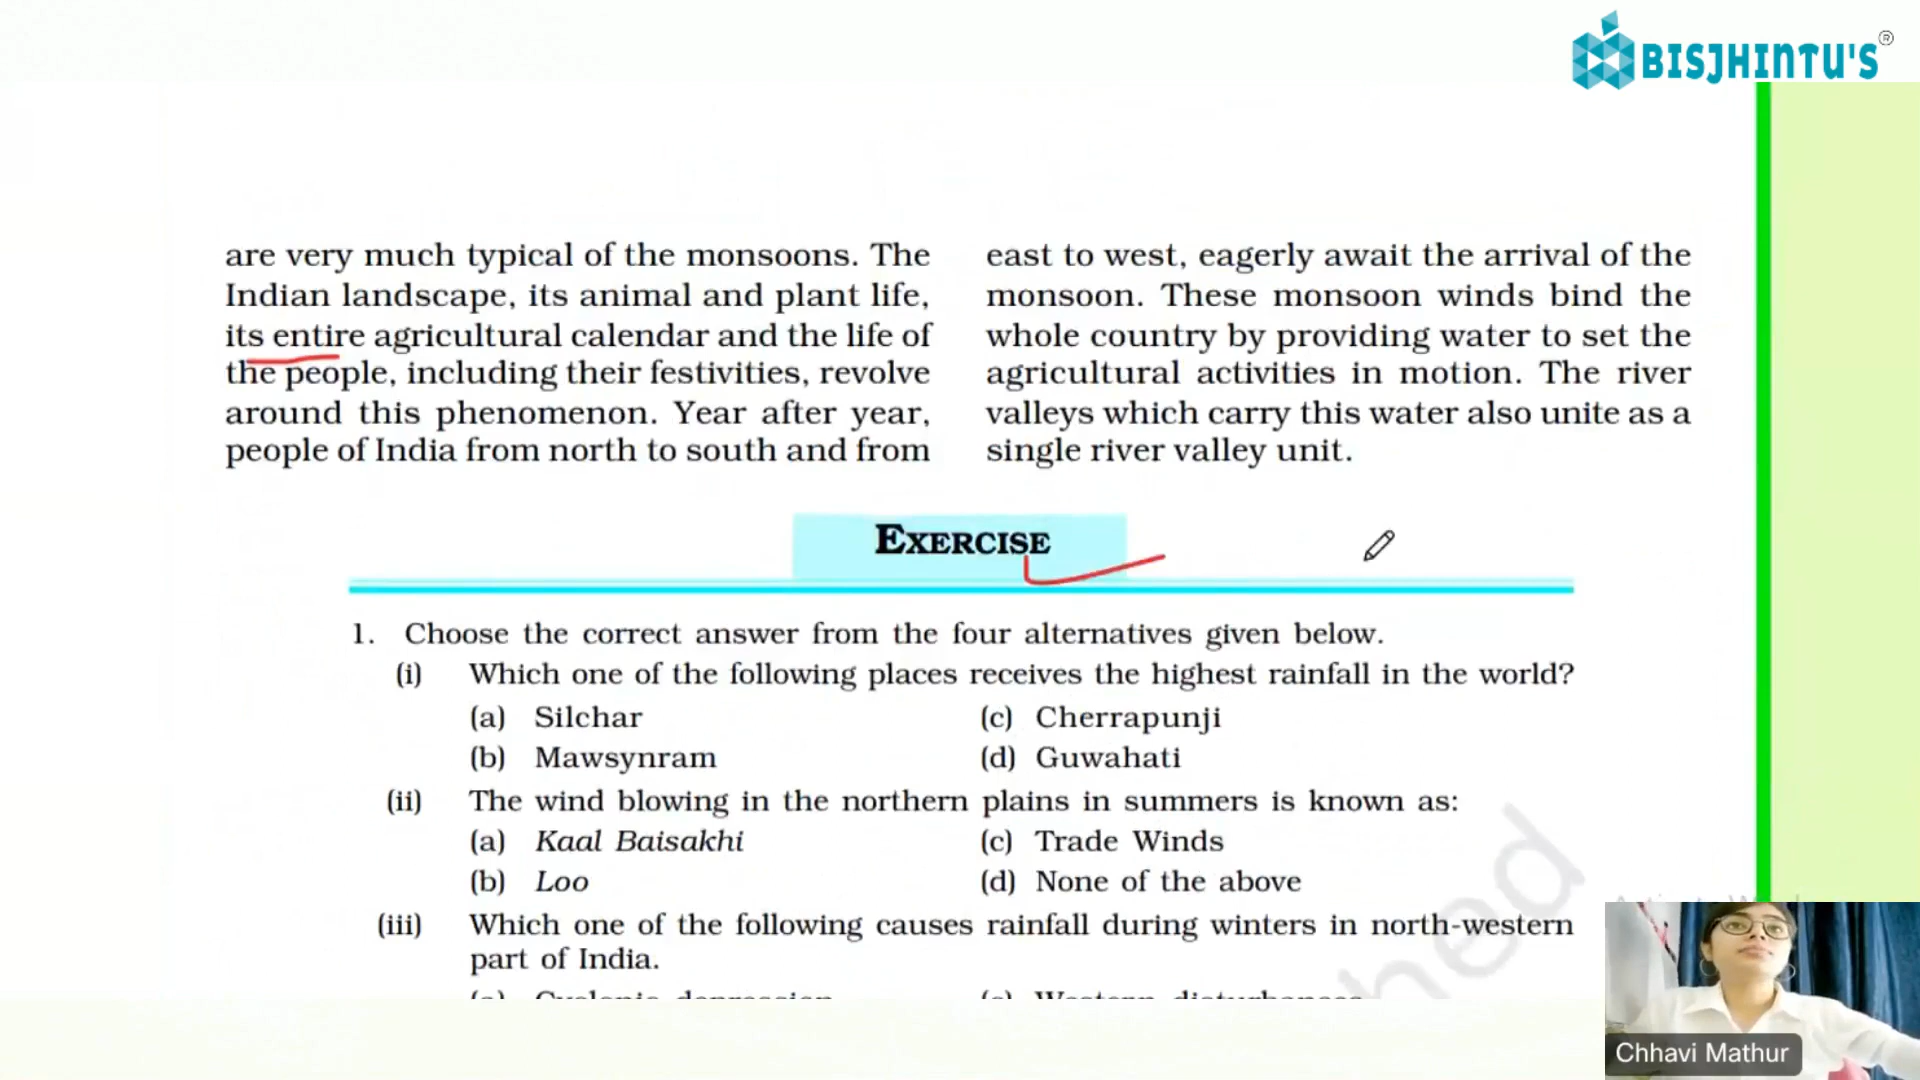 BISJHINTU'S®
are very much typical of the monsoons. The
Indian landscape, its animal and plant life,
its entire agricultural calendar and the life of
the people, including their festivities, revolve
around this phenomenon. Year after year,
people of India from north to south and from
east to west, eagerly await the arrival of the
monsoon. These monsoon winds bind the
whole country by providing water to set the
agricultural activities in motion. The river
valleys which carry this water also unite as a
single river valley unit.
EXERCISE
1. Choose the correct answer from the four alternatives given below.
(i) Which one of the following places receives the highest rainfall in the world?
(a) Silchar (c) Cherrapunji
(b) Mawsynram (d) Guwahati
(ii) The wind blowing in the northern plains in summers is known as:
(a) Kaal Baisakhi (c) Trade Winds
(b) Loo (d) None of the above
(iii) Which one of the following causes rainfall during winters in north-western
part of India.
(a) Cyclonic depression (c) Western disturbances
hed
Chhavi Mathur